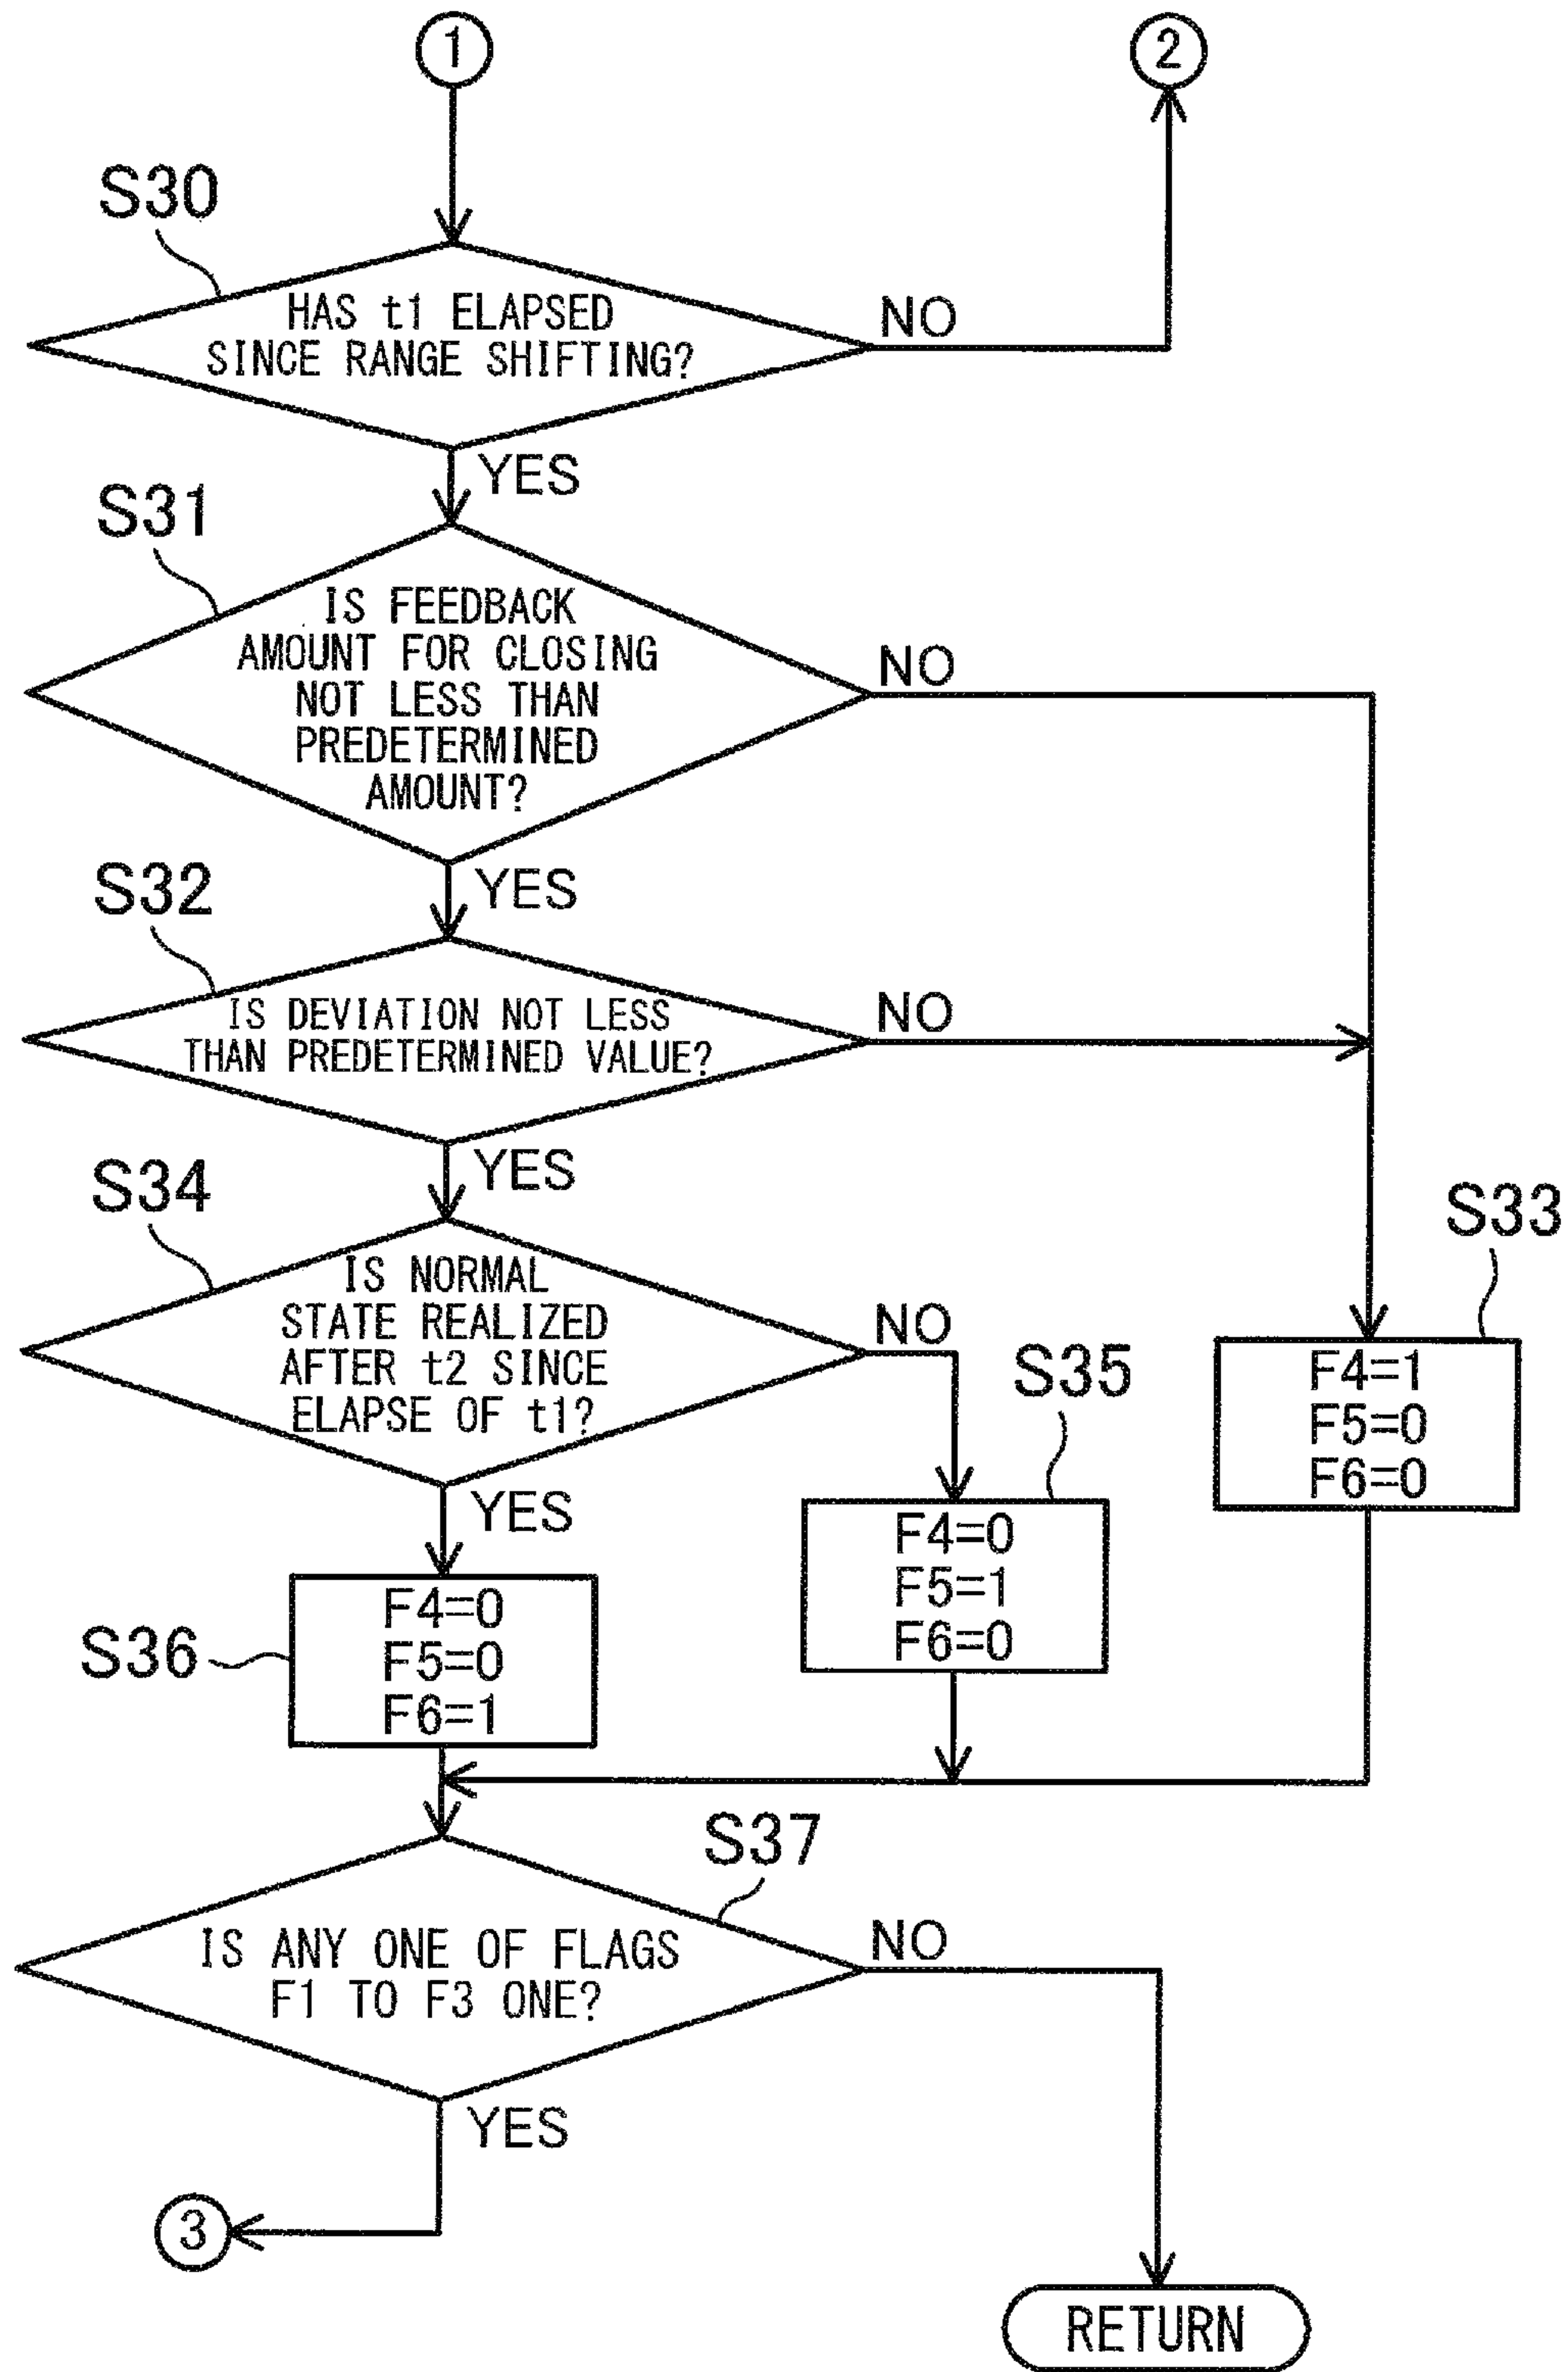 1
2
S30
HAS t1 ELAPSED
SINCE RANGE SHIFTING?
NO
YES
S31
IS FEEDBACK
AMOUNT FOR CLOSING
NOT LESS THAN
PREDETERMINED
AMOUNT?
NO
YES
S32
IS DEVIATION NOT LESS
THAN PREDETERMINED VALUE?
NO
YES
S34
IS NORMAL
STATE REALIZED
AFTER t2 SINCE
ELAPSE OF t1?
NO
YES
S33
F4=1
F5=0
F6=0
S35
F4=0
F5=1
F6=0
S36
F4=0
F5=0
F6=1
S37
IS ANY ONE OF FLAGS
F1 TO F3 ONE?
NO
YES
3
RETURN